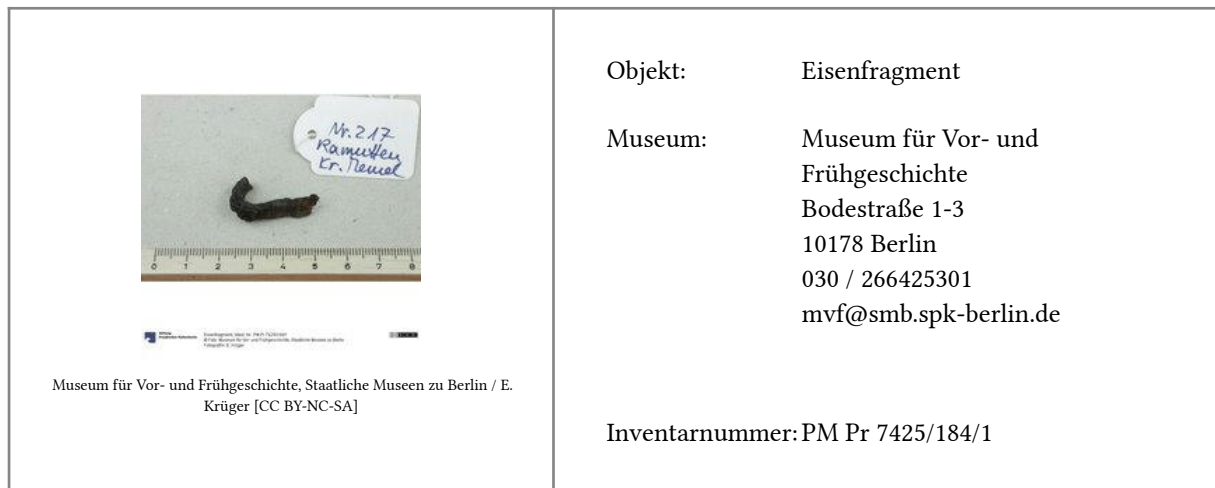 Nr. 217
Ramutten
Kr. Memel
0 1 2 3 4 5 6 7 8
Museum für Vor- und Frühgeschichte, Staatliche Museen zu Berlin / E.
Krüger [CC BY-NC-SA]
Objekt: Eisenfragment
Museum: Museum für Vor- und
Frühgeschichte
Bodestraße 1-3
10178 Berlin
030 / 266425301
mvf@smb.spk-berlin.de
Inventarnummer: PM Pr 7425/184/1